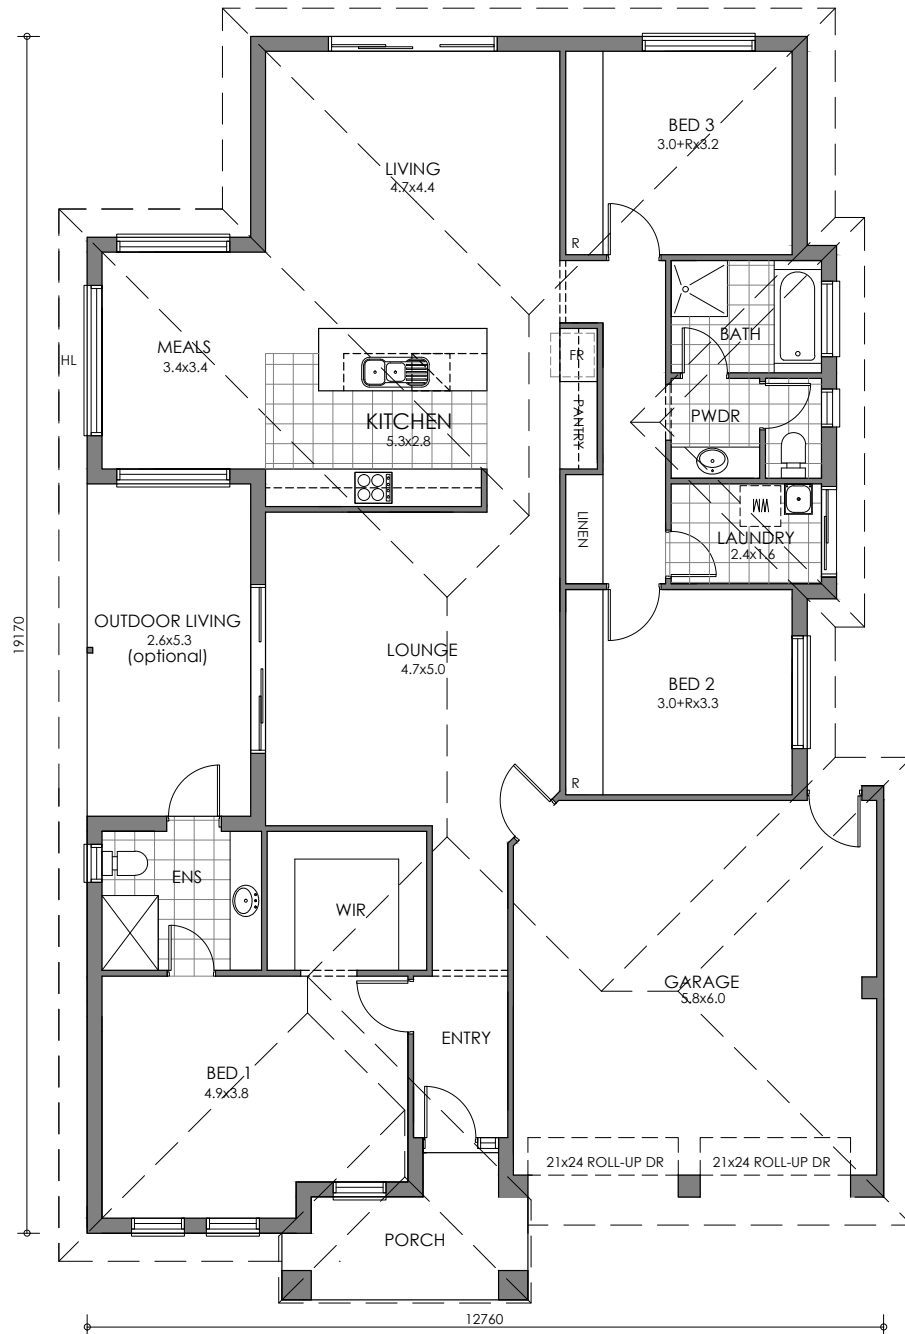 BED 3
3.0+Rx3.2
LIVING
4.7x4.4
R
BATH
MEALS
3.4x3.4
HL
FR
KITCHEN
5.3x2.8
PANTRY
PWDR
WM
LINEN
LAUNDRY
2.4x1.6
OUTDOOR LIVING
2.6x5.3
(optional)
19170
LOUNGE
4.7x5.0
BED 2
3.0+Rx3.3
R
ENS
WIR
GARAGE
5.8x6.0
ENTRY
BED 1
4.9x3.8
21x24 ROLL-UP DR
21x24 ROLL-UP DR
PORCH
12760